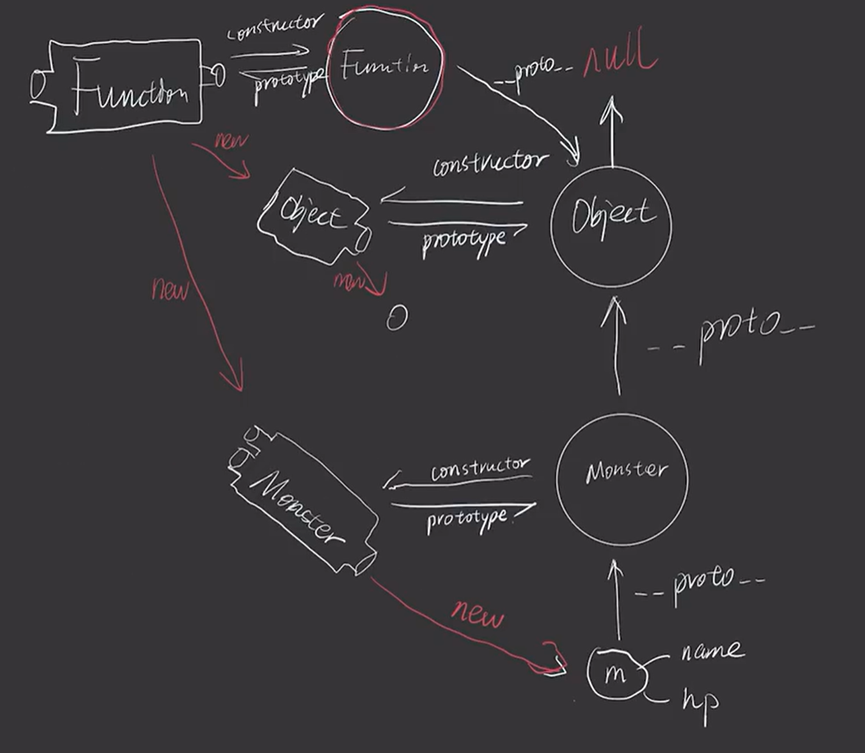 constructor
Function
prototype
Function
__proto__
null
new
constructor
Object
prototype
Object
new
new
__proto__
Monster
constructor
prototype
Monster
new
__proto__
m
name
hp